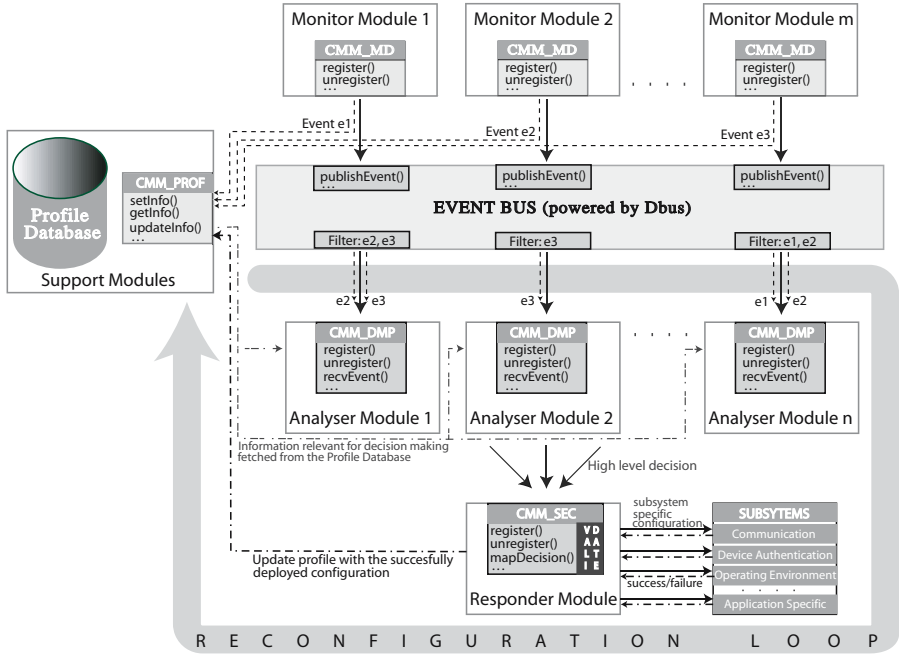 Monitor Module 1
CMM_MD
register()
unregister()
...
Monitor Module 2
CMM_MD
register()
unregister()
...
. . . . .
Monitor Module m
CMM_MD
register()
unregister()
...
Event e1
Event e2
Event e3
Profile
Database
CMM_PROF
setInfo()
getInfo()
updateInfo()
...
Support Modules
publishEvent()
...
publishEvent()
...
publishEvent()
...
EVENT BUS (powered by Dbus)
Filter: e2, e3
Filter: e3
Filter: e1, e2
e2
e3
e3
e1
e2
CMM_DMP
register()
unregister()
recvEvent()
...
Analyser Module 1
CMM_DMP
register()
unregister()
recvEvent()
...
Analyser Module 2
. . . . .
CMM_DMP
register()
unregister()
recvEvent()
...
Analyser Module n
Information relevant for decision making
fetched from the Profile Database
High level decision
CMM_SEC
register()
unregister()
mapDecision()
...
V D
A A
L T
I E
Responder Module
subsystem
specific
configuration
success/failure
SUBSYTEMS
Communication
Device Authentication
Operating Environment
. . . .
Application Specific
Update profile with the succesfully
deployed configuration
R E C O N F I G U R A T I O N L O O P